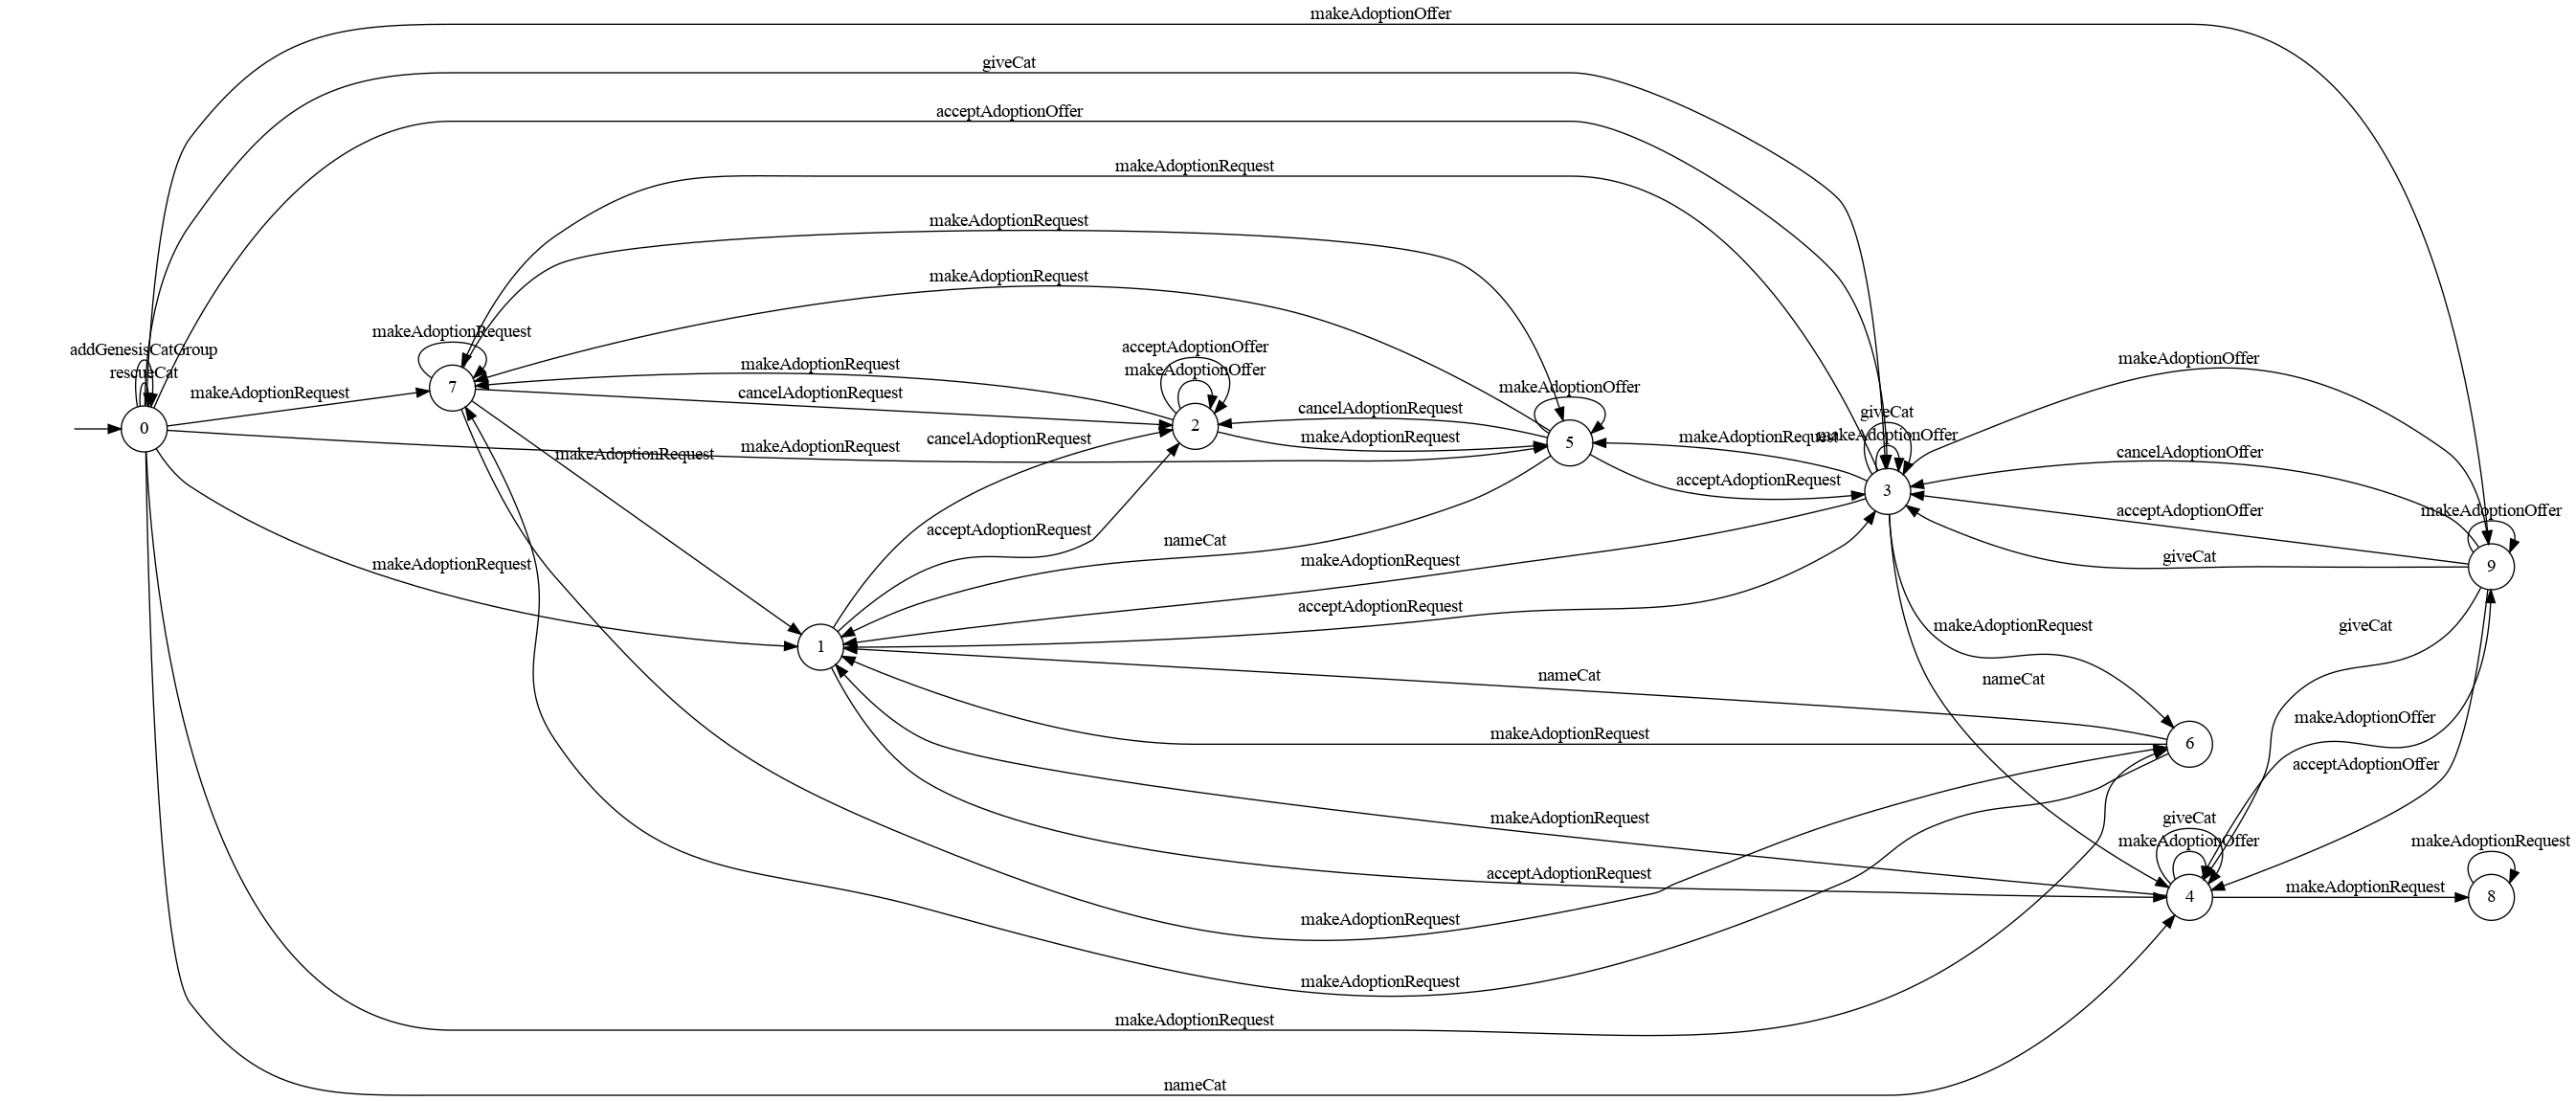 makeAdoptionOffer
giveCat
acceptAdoptionOffer
makeAdoptionRequest
makeAdoptionRequest
makeAdoptionRequest
makeAdoptionRequest
addGenesisCatGroup
rescueCat
makeAdoptionRequest
makeAdoptionRequest
cancelAdoptionRequest
acceptAdoptionOffer
makeAdoptionOffer
makeAdoptionOffer
cancelAdoptionRequest
makeAdoptionRequest
cancelAdoptionRequest
makeAdoptionRequest
makeAdoptionRequest
giveCat
makeAdoptionOffer
makeAdoptionRequest
acceptAdoptionRequest
makeAdoptionOffer
cancelAdoptionOffer
acceptAdoptionOffer
makeAdoptionOffer
giveCat
0
7
2
5
3
9
acceptAdoptionRequest
nameCat
makeAdoptionRequest
makeAdoptionRequest
acceptAdoptionRequest
makeAdoptionRequest
giveCat
1
nameCat
nameCat
makeAdoptionOffer
makeAdoptionRequest
6
acceptAdoptionOffer
makeAdoptionRequest
giveCat
makeAdoptionOffer
makeAdoptionRequest
acceptAdoptionRequest
makeAdoptionRequest
4
8
makeAdoptionRequest
makeAdoptionRequest
makeAdoptionRequest
nameCat